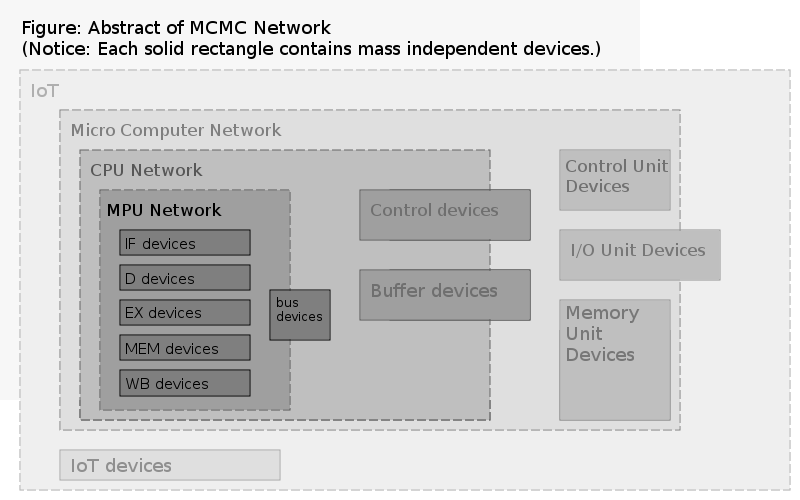 Figure: Abstract of MCMC Network
(Notice: Each solid rectangle contains mass independent devices.)
IoT
Micro Computer Network
CPU Network
MPU Network
IF devices
D devices
EX devices
MEM devices
WB devices
bus
devices
Control devices
Buffer devices
Control Unit
Devices
I/O Unit Devices
Memory
Unit
Devices
IoT devices